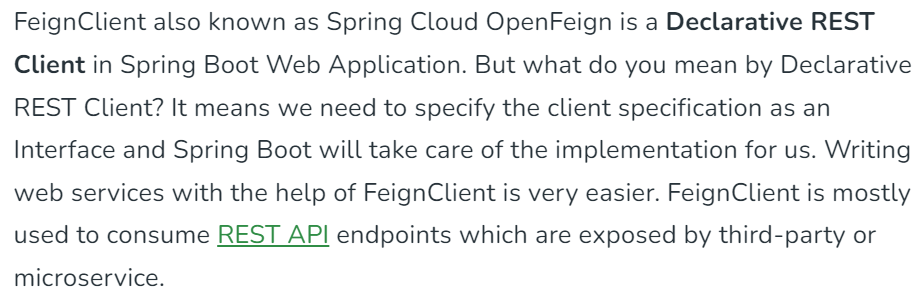 FeignClient also known as Spring Cloud OpenFeign is a Declarative REST
Client in Spring Boot Web Application. But what do you mean by Declarative
REST Client? It means we need to specify the client specification as an
Interface and Spring Boot will take care of the implementation for us. Writing
web services with the help of FeignClient is very easier. FeignClient is mostly
used to consume REST API endpoints which are exposed by third-party or
microservice.